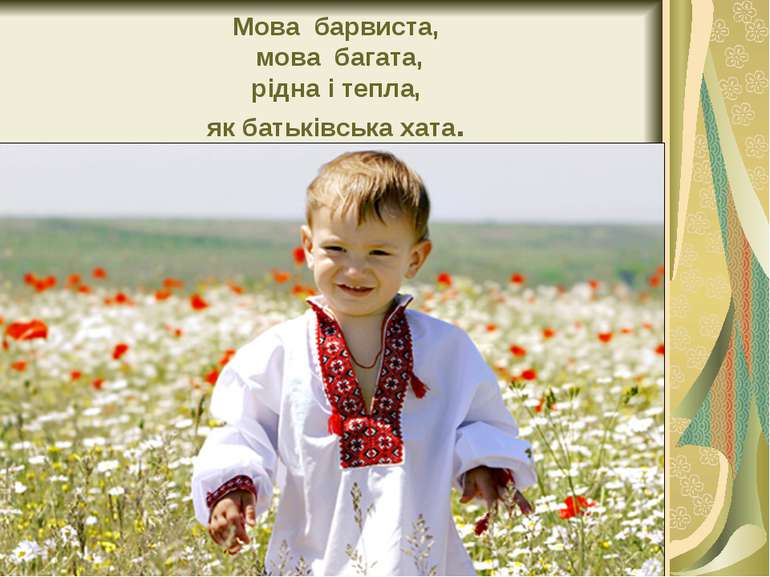 Мова барвиста,
мова багата,
рідна і тепла,
як батьківська хата.